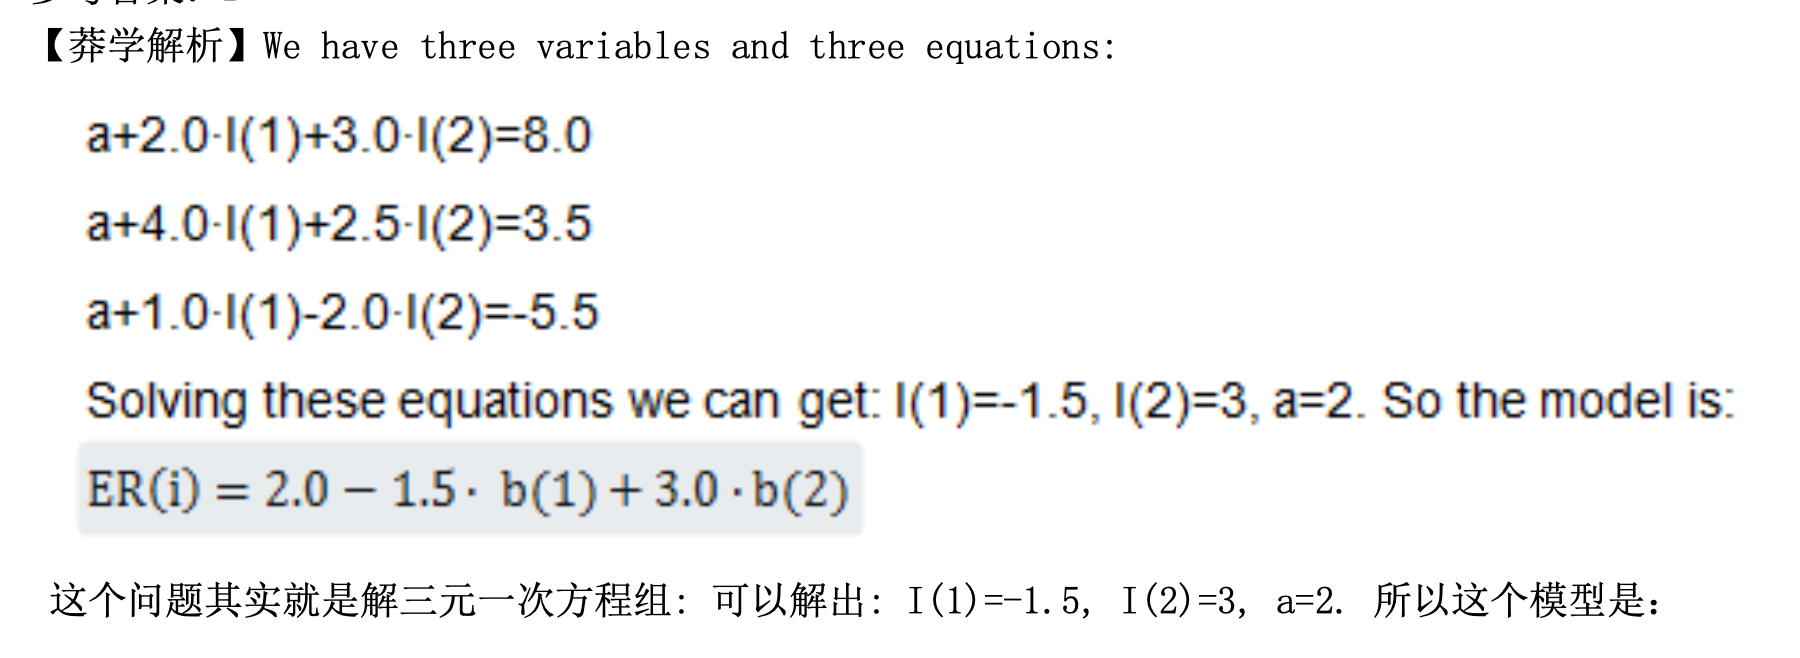 【莽学解析】We have three variables and three equations:
a+2.0·I(1)+3.0·I(2)=8.0
a+4.0·I(1)+2.5·I(2)=3.5
a+1.0·I(1)-2.0·I(2)=-5.5
Solving these equations we can get: I(1)=-1.5, I(2)=3, a=2. So the model is:
ER(i) = 2.0 − 1.5 · b(1) + 3.0 · b(2)
这个问题其实就是解三元一次方程组: 可以解出: I(1)=-1.5, I(2)=3, a=2. 所以这个模型是: